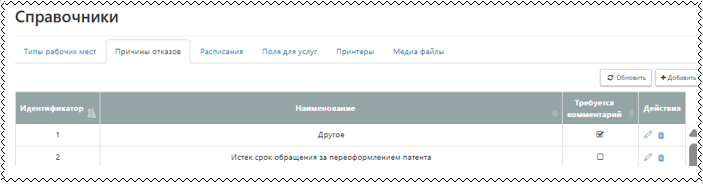 Справочники
Типы рабочих мест Причины отказов Расписания Поля для услуг Принтеры Медиа файлы
Обновить Добавить
Идентификатор Наименование Требуется комментарий Действия
1 Другое
2 Истек срок обращения за переоформлением патента